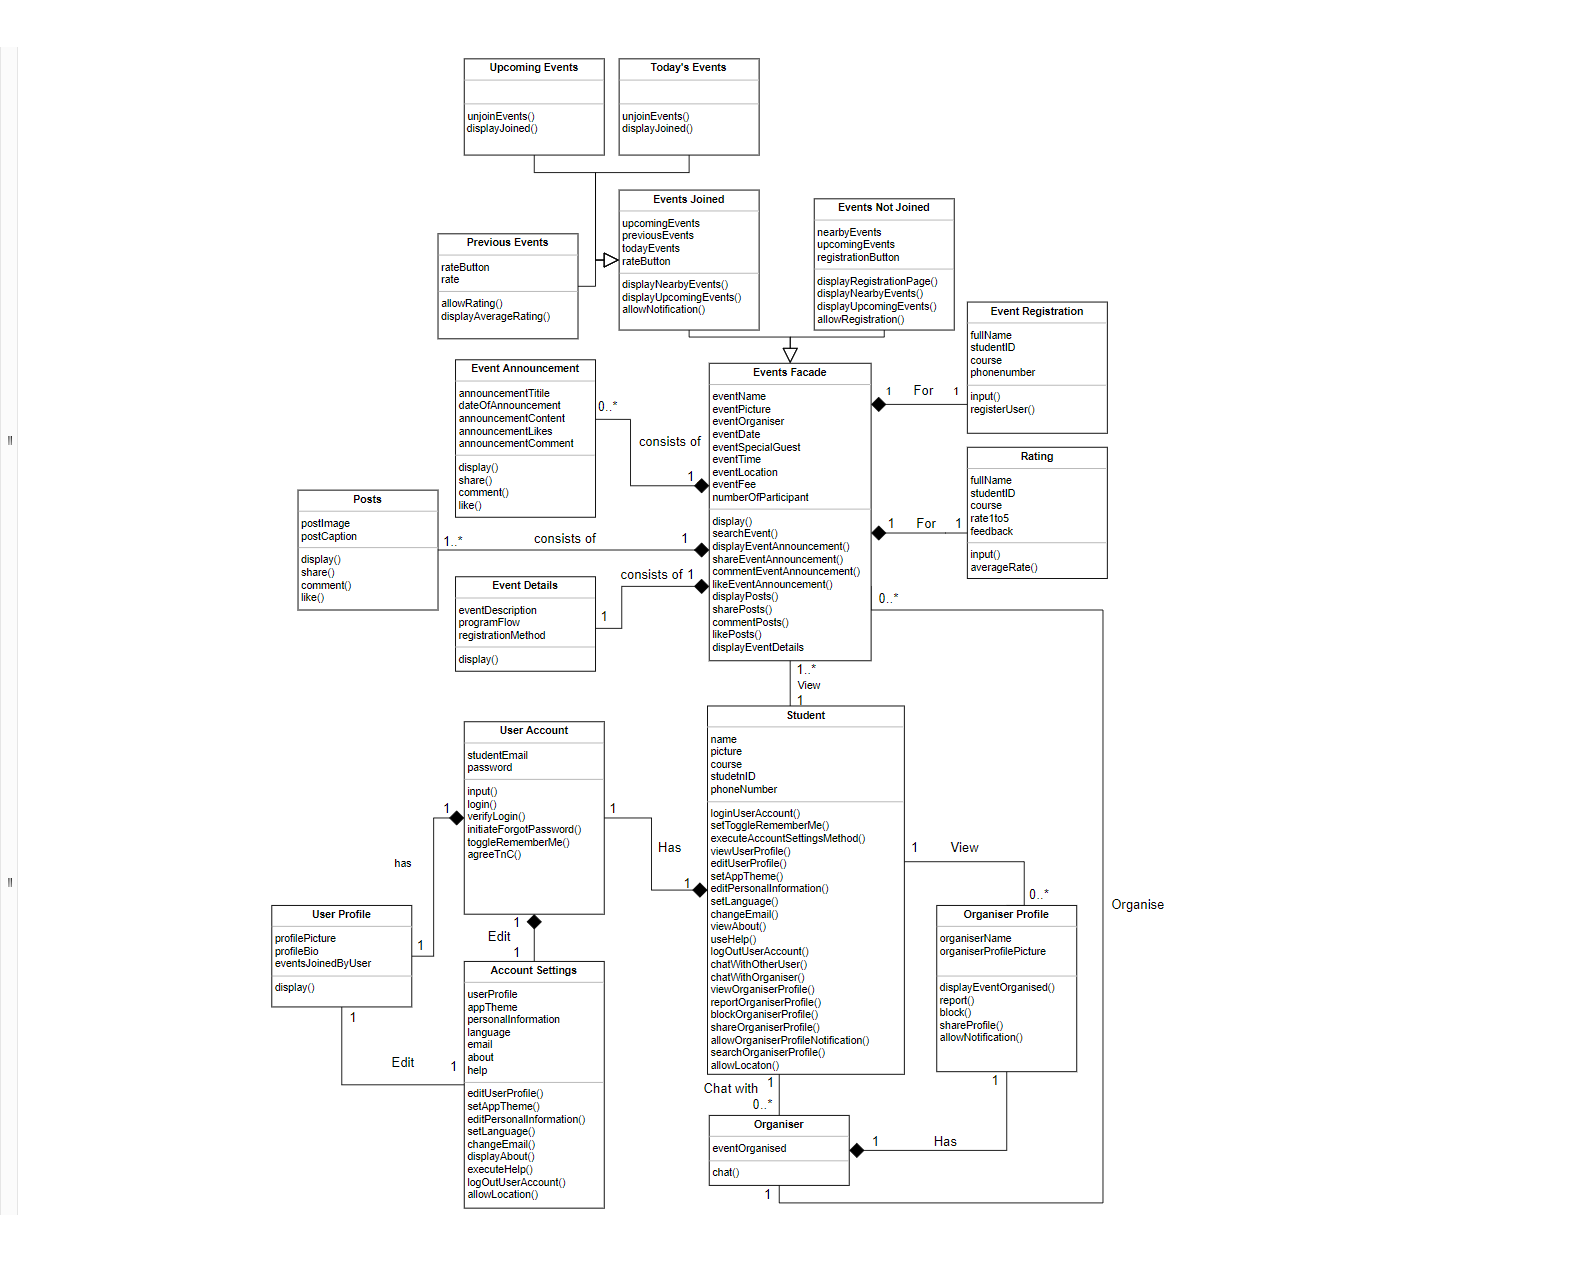 Upcoming Events
unjoinEvents()
displayJoined()
Today's Events
unjoinEvents()
displayJoined()
Events Joined
upcomingEvents
previousEvents
todayEvents
rateButton
displayNearbyEvents()
displayUpcomingEvents()
allowNotification()
Events Not Joined
nearbyEvents
upcomingEvents
registrationButton
displayRegistrationPage()
displayNearbyEvents()
displayUpcomingEvents()
allowRegistration()
Previous Events
rateButton
rate
allowRating()
displayAverageRating()
Event Registration
fullName
studentID
course
phonenumber
input()
registerUser()
Event Announcement
announcementTitile
dateOfAnnouncement
announcementContent
announcementLikes
announcementComment
display()
share()
comment()
like()
0..*
consists of
1
Events Facade
eventName
eventPicture
eventOrganiser
eventDate
eventSpecialGuest
eventTime
eventLocation
eventFee
numberOfParticipant
display()
searchEvent()
displayEventAnnouncement()
shareEventAnnouncement()
commentEventAnnouncement()
likeEventAnnouncement()
displayPosts()
sharePosts()
commentPosts()
likePosts()
displayEventDetails
1 For 1
Rating
fullName
studentID
course
rate1to5
feedback
input()
averageRate()
1 For 1
Posts
postImage
postCaption
display()
share()
comment()
like()
1..* consists of 1
Event Details
eventDescription
programFlow
registrationMethod
display()
consists of 1
1
0..*
1..*
View
1
Student
name
picture
course
studetnID
phoneNumber
loginUserAccount()
setToggleRememberMe()
executeAccountSettingsMethod()
viewUserProfile()
editUserProfile()
setAppTheme()
editPersonalInformation()
setLanguage()
changeEmail()
viewAbout()
useHelp()
logOutUserAccount()
chatWithOtherUser()
chatWithOrganiser()
viewOrganiserProfile()
reportOrganiserProfile()
blockOrganiserProfile()
shareOrganiserProfile()
allowOrganiserProfileNotification()
searchOrganiserProfile()
allowLocaton()
User Account
studentEmail
password
input()
login()
verifyLogin()
initiateForgotPassword()
toggleRememberMe()
agreeTnC()
1
Has
1
1
has
1
1 View
0..*
Organise
User Profile
profilePicture
profileBio
eventsJoinedByUser
display()
1
Edit
1
Organiser Profile
organiserName
organiserProfilePicture
displayEventOrganised()
report()
block()
shareProfile()
allowNotification()
Account Settings
userProfile
appTheme
personalInformation
language
email
about
help
editUserProfile()
setAppTheme()
editPersonalInformation()
setLanguage()
changeEmail()
displayAbout()
executeHelp()
logOutUserAccount()
allowLocation()
1
Edit 1
1
Chat with
0..*
Organiser
eventOrganised
chat()
1
1 Has
1